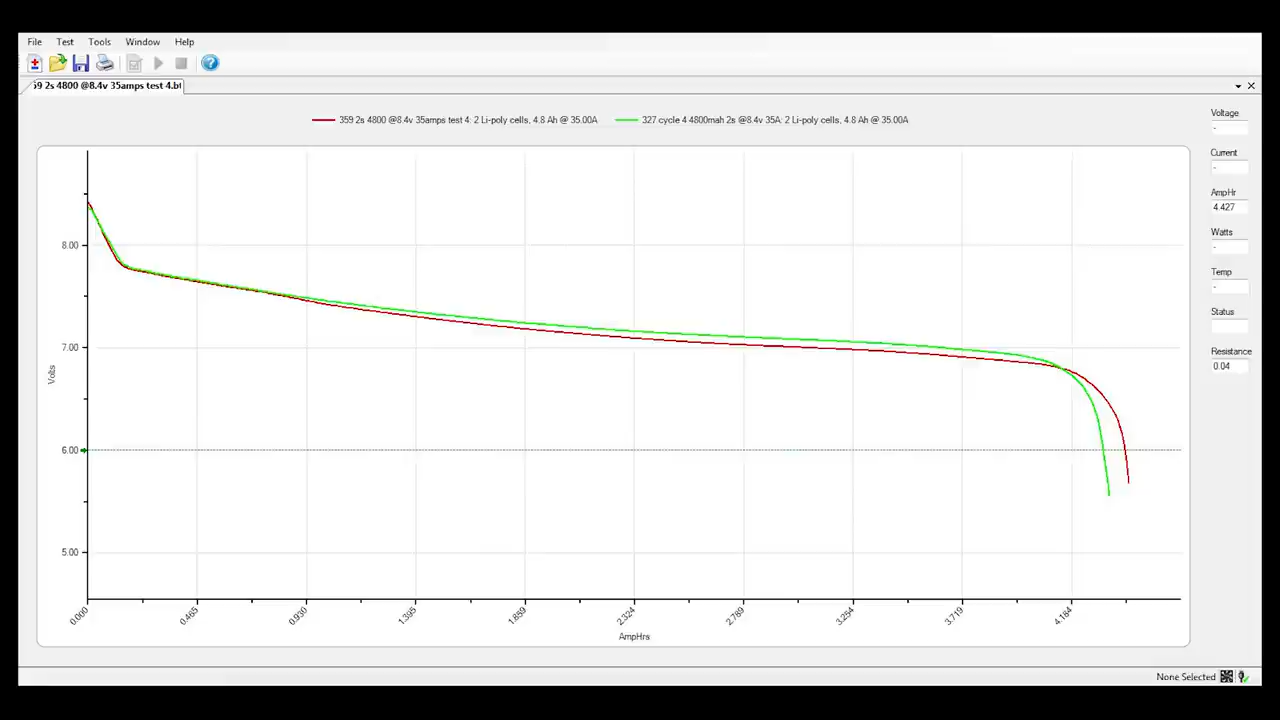 File Test Tools Window Help
59 2s 4800 @8.4v 35amps test 4.bt
359 2s 4800 @8.4v 35amps test 4: 2 Li-poly cells, 4.8 Ah @ 35.00A
327 cycle 4 4800mah 2s @8.4v 35A: 2 Li-poly cells, 4.8 Ah @ 35.00A
Voltage
-
Current
-
AmpHr
4.427
Watts
-
Temp
-
Status
Resistance
0.04
8.00
7.00
Volts
6.00
5.00
0.000 0.465 0.930 1.395 1.859 2.324 2.789 3.254 3.719 4.184
AmpHrs
None Selected